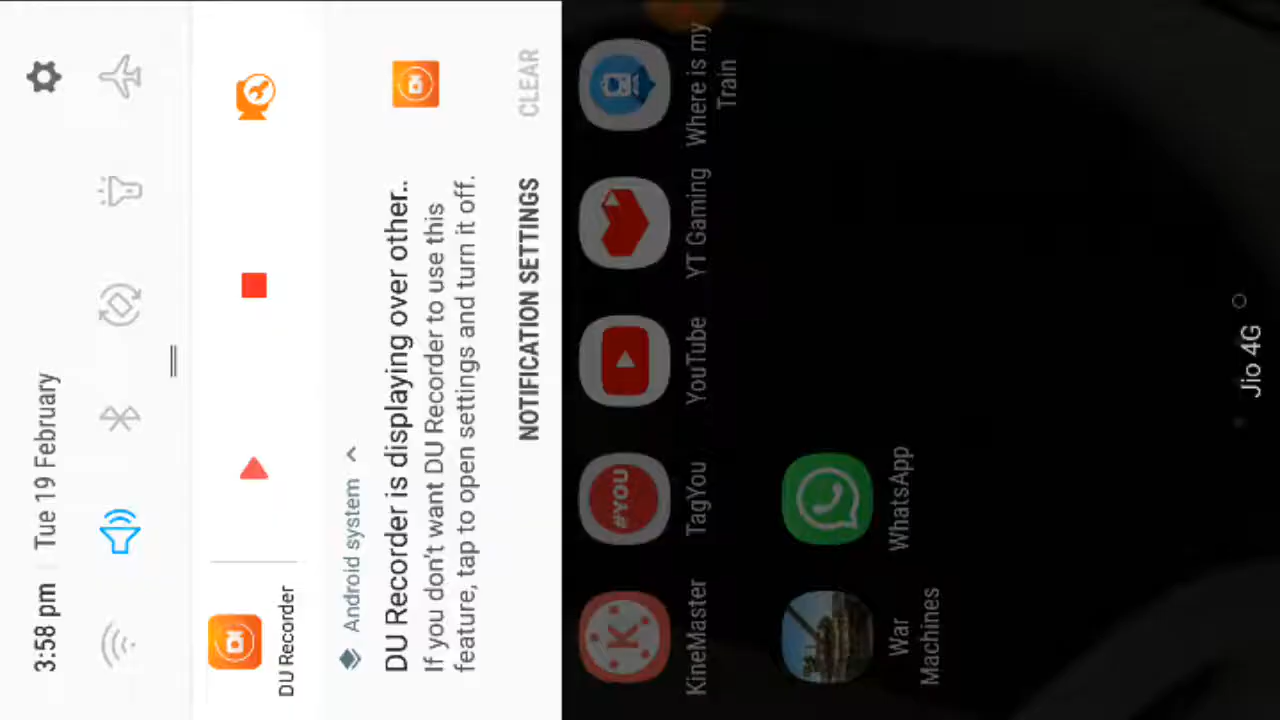 3:58 pm | Tue 19 February
DU Recorder
Android system
DU Recorder is displaying over other..
If you don't want DU Recorder to use this
feature, tap to open settings and turn it off.
NOTIFICATION SETTINGS CLEAR
#YOU
KineMaster TagYou YouTube YT Gaming Where is my
Train
War WhatsApp
Machines
Jio 4G